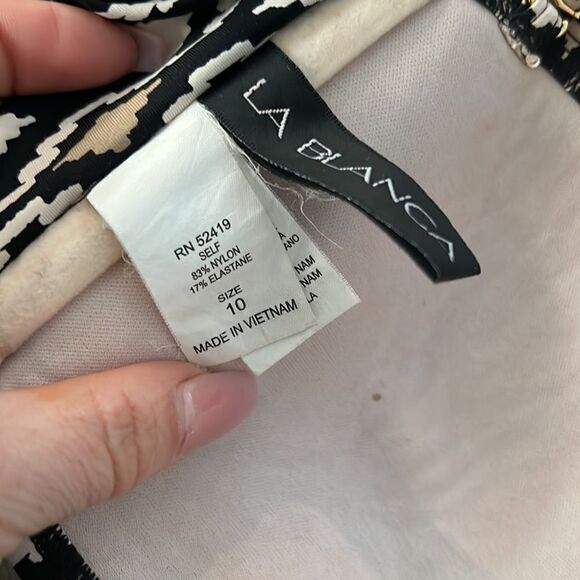 LA BLANCA
RN 52419
SELF
83% NYLON
17% ELASTANE
SIZE
10
MADE IN VIETNAM